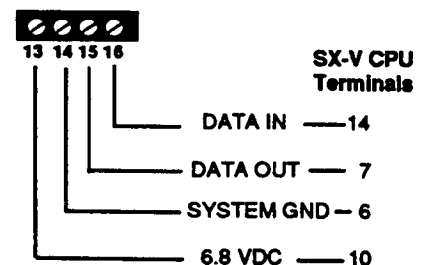 13 14 15 16
SX-V CPU
Terminals
DATA IN 14
DATA OUT 7
SYSTEM GND 6
6.8 VDC 10